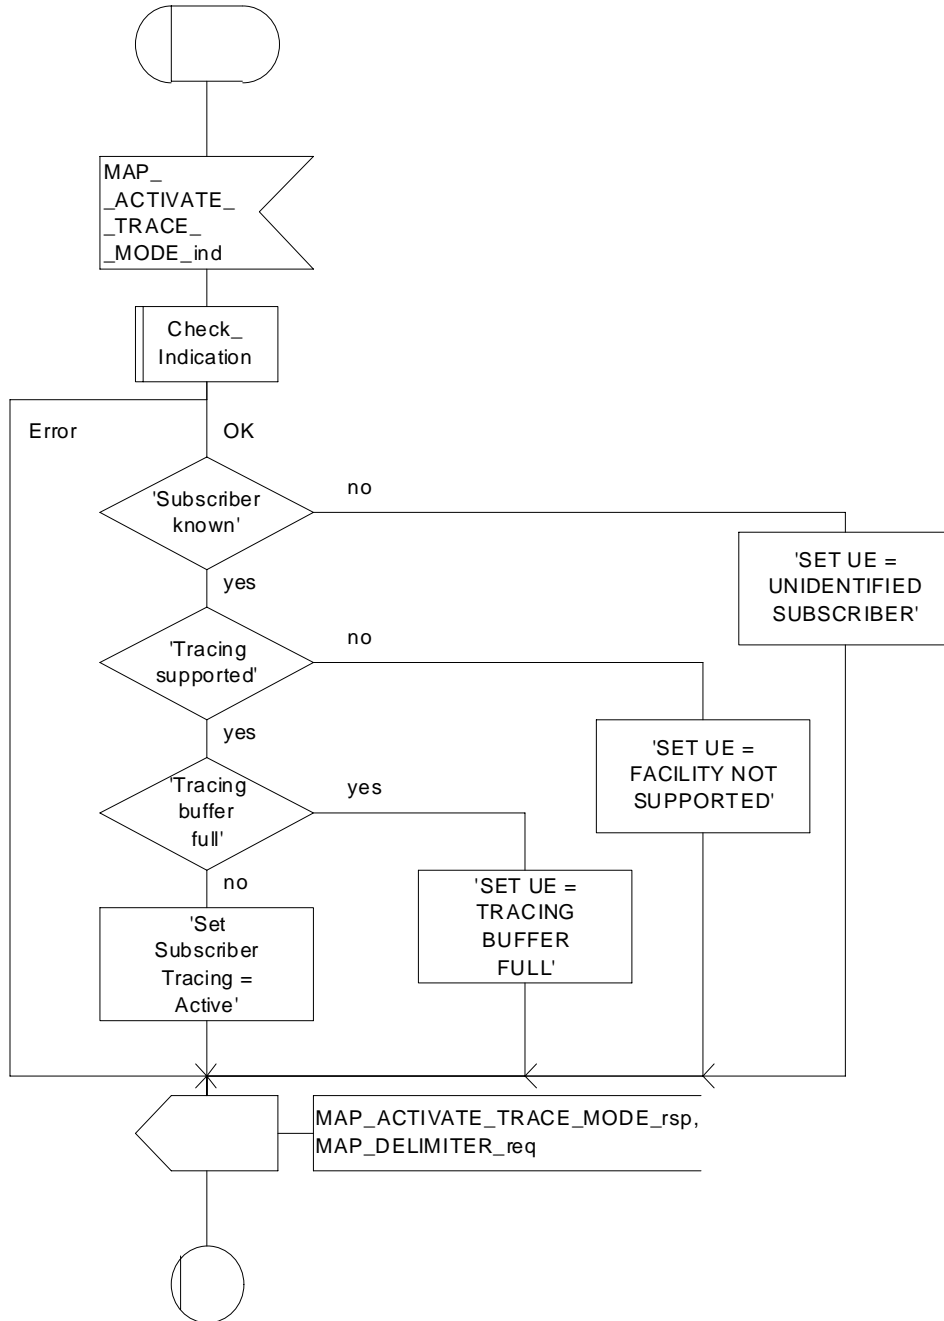 MAP_
_ACTIVATE_
_TRACE_
_MODE_ind
Check_
Indication
Error
OK
'Subscriber
known'
no
'SET UE =
UNIDENTIFIED
SUBSCRIBER'
yes
'Tracing
supported'
no
'SET UE =
FACILITY NOT
SUPPORTED'
yes
'Tracing
buffer
full'
yes
'SET UE =
TRACING
BUFFER
FULL'
no
'Set
Subscriber
Tracing =
Active'
MAP_ACTIVATE_TRACE_MODE_rsp,
MAP_DELIMITER_req